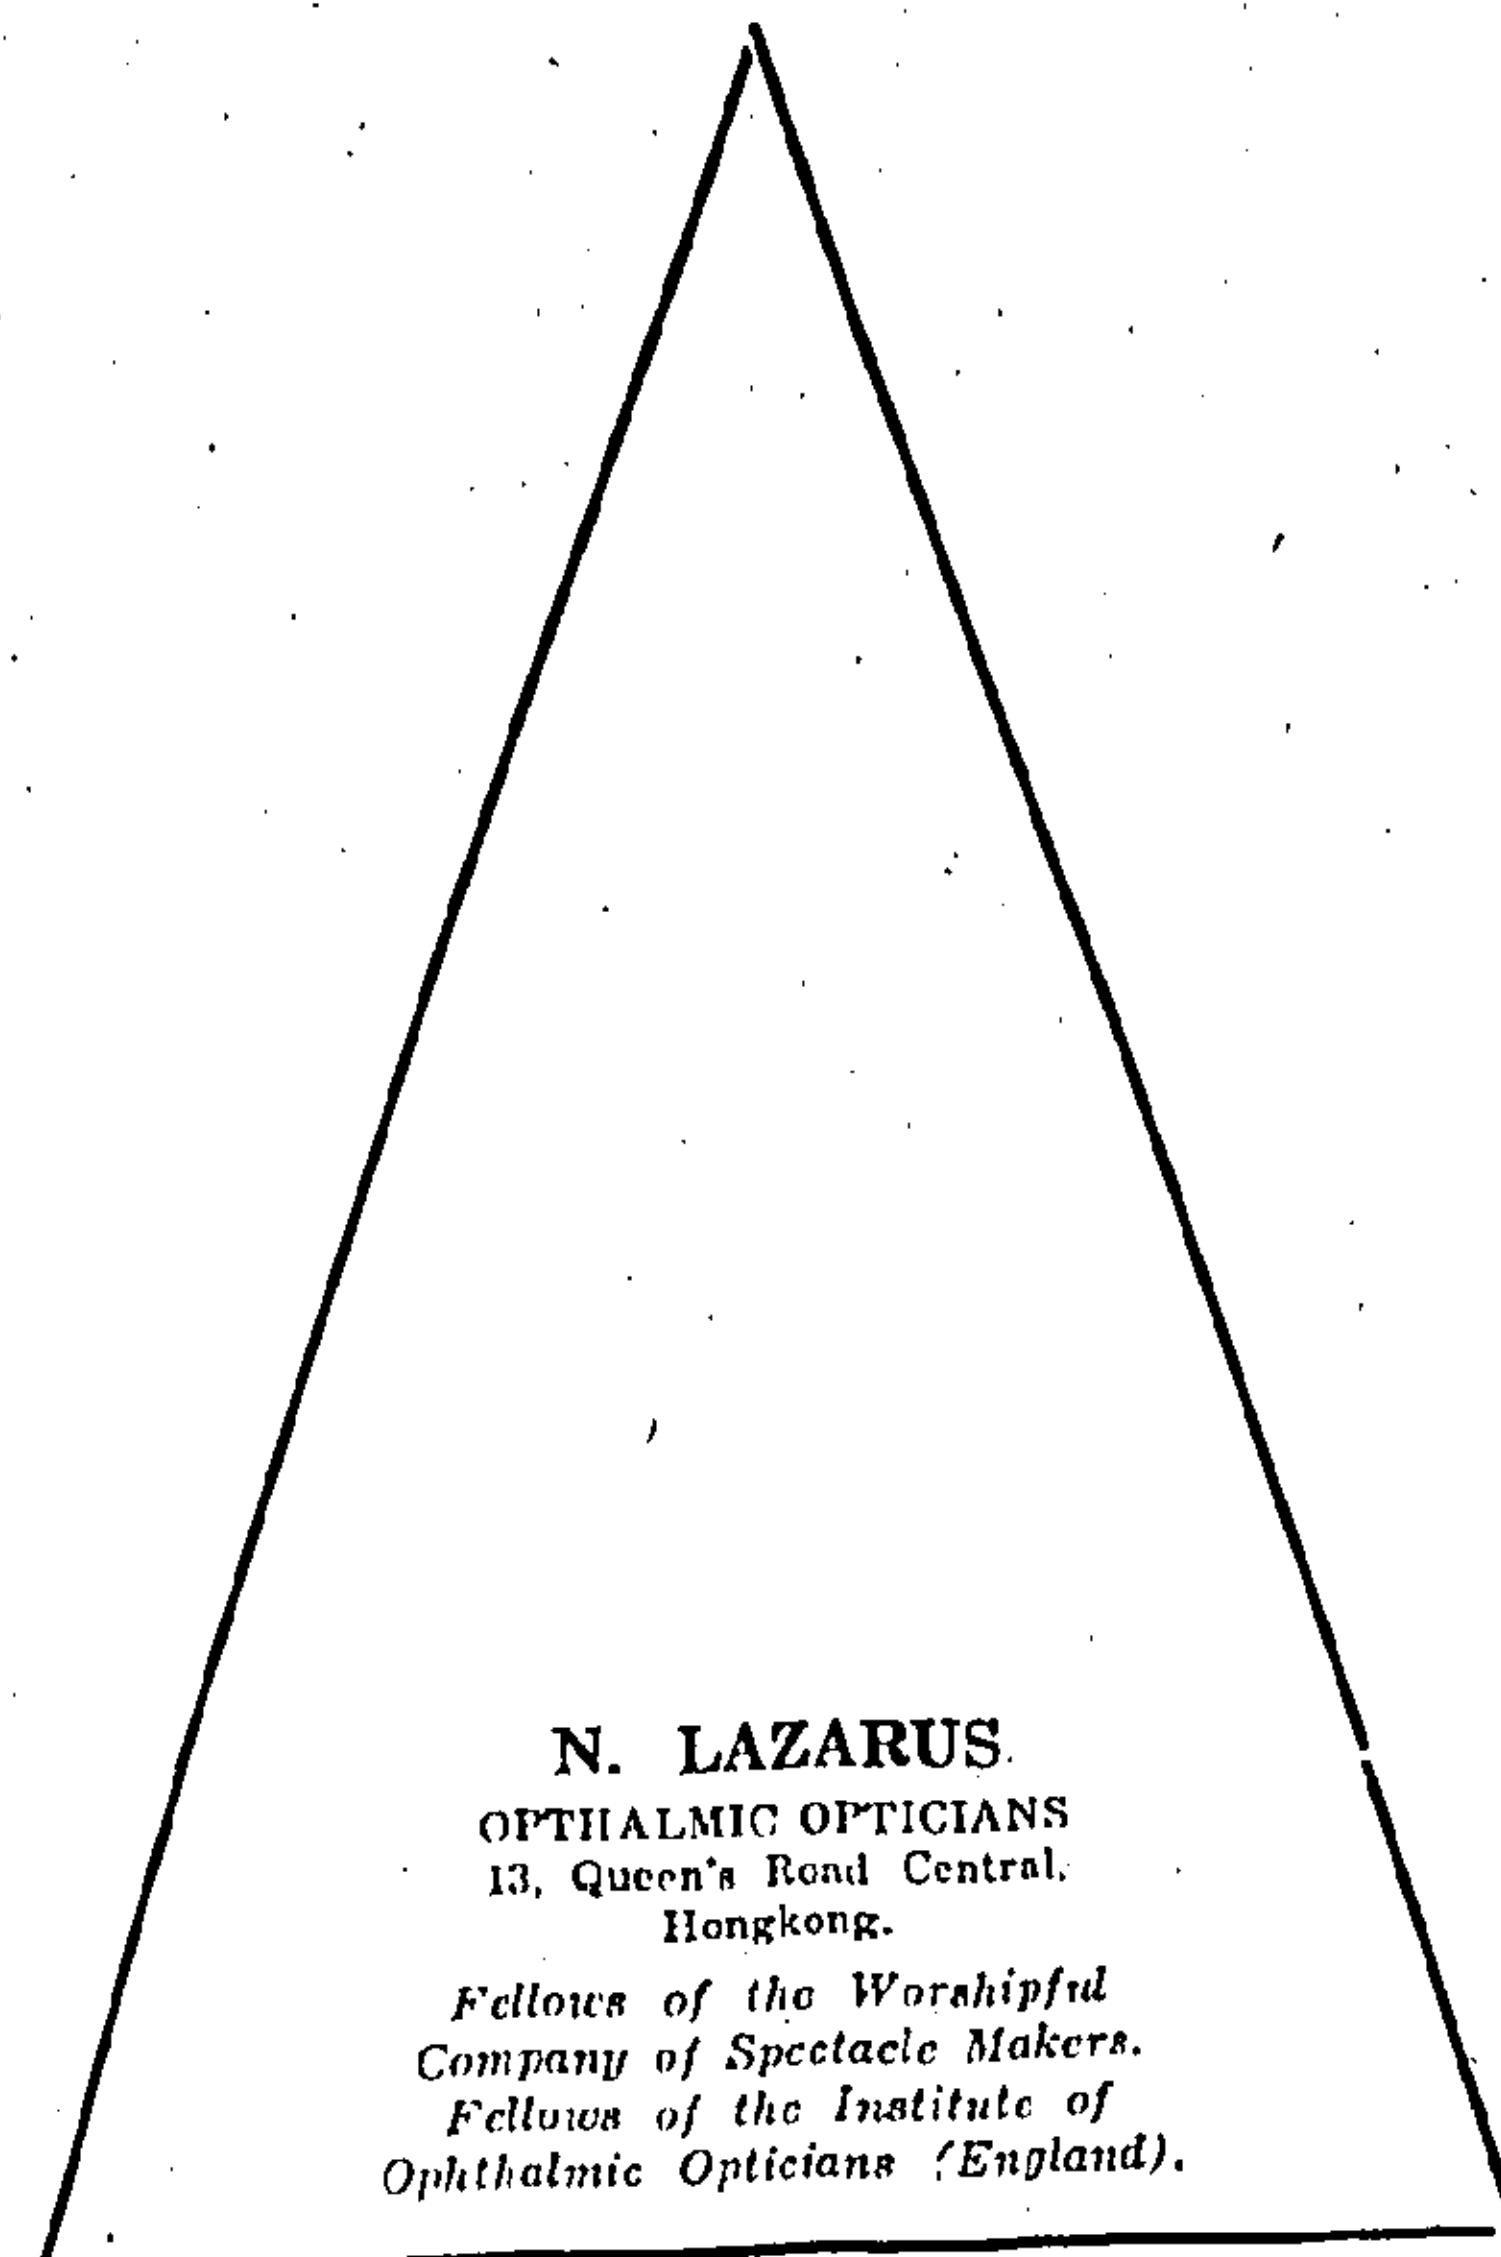 N. LAZARUS
OPTHALMIC OPTICIANS
13, Queen's Road Central,
Hongkong.
Fellows of the Worshipful
Company of Spectacle Makers.
Fellows of the Institute of
Ophthalmic Opticians (England).